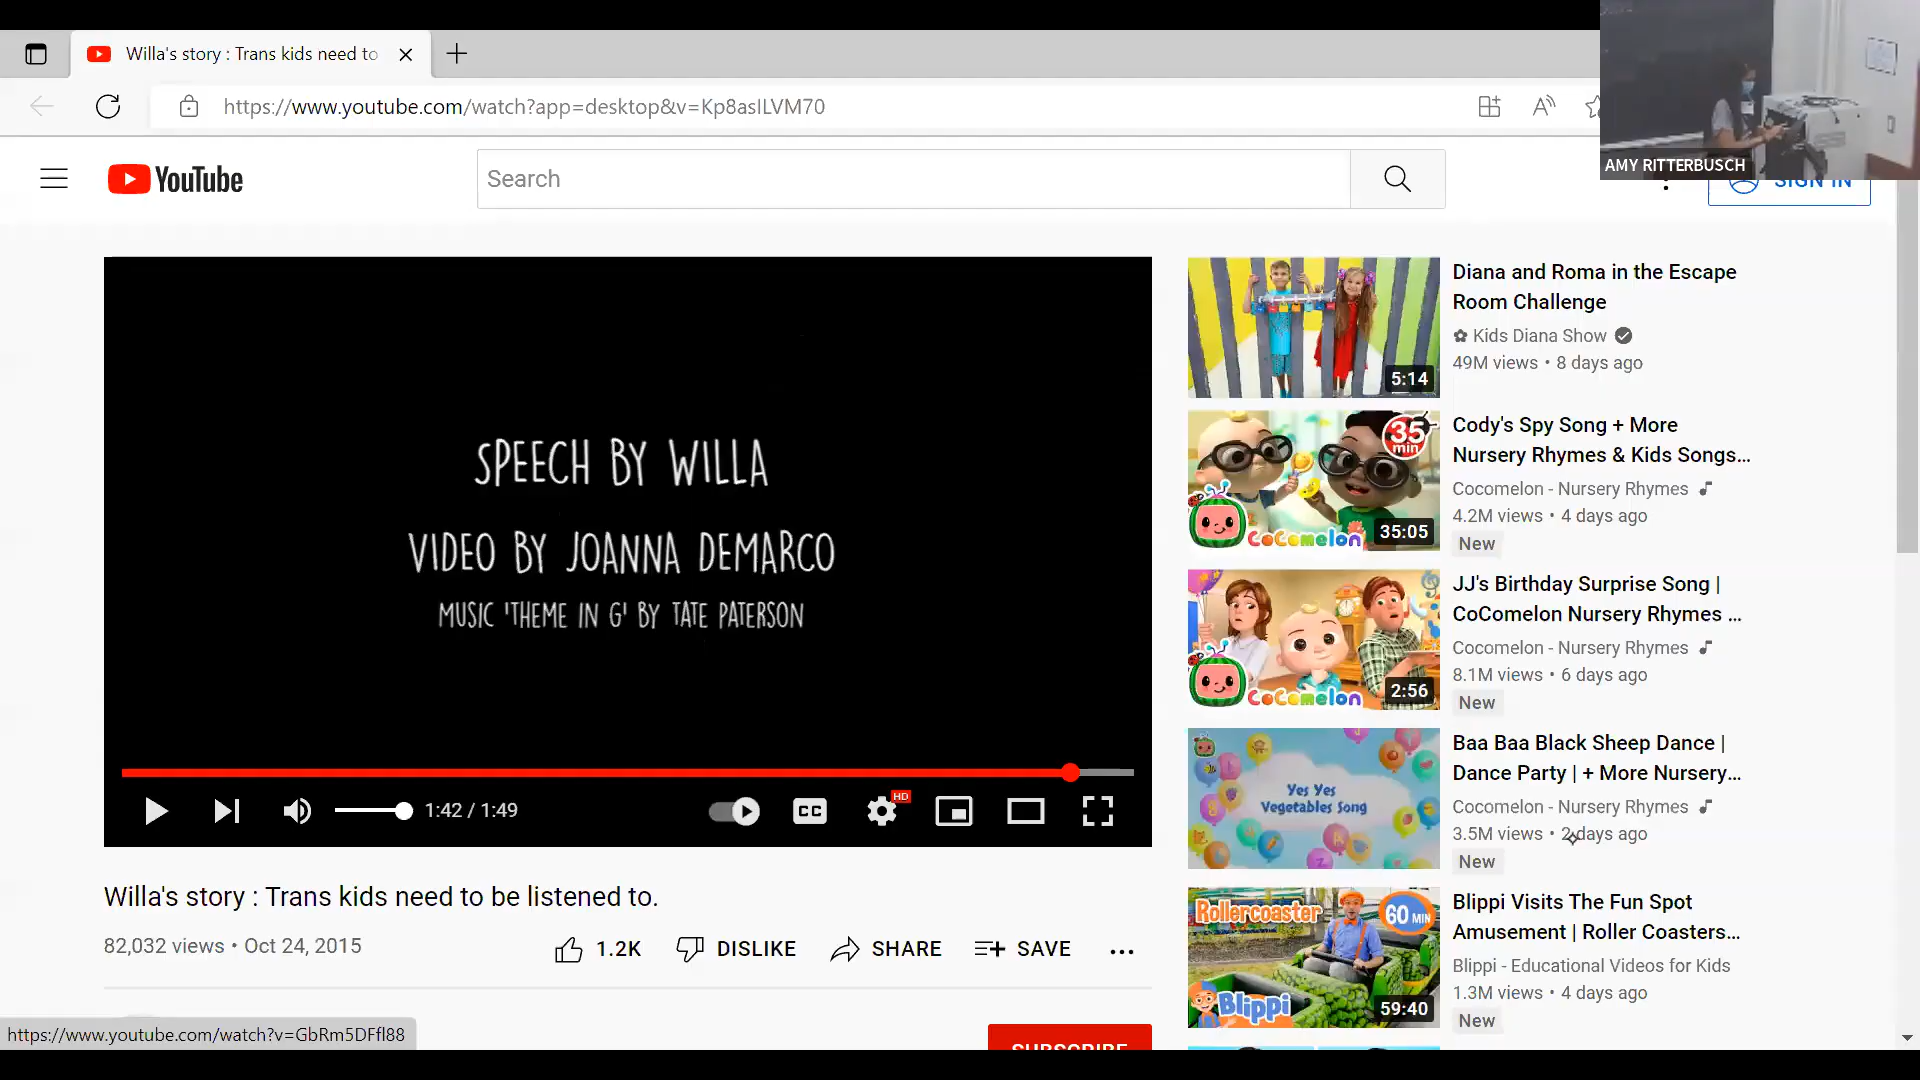 Willa's story : Trans kids need to
https://www.youtube.com/watch?app=desktop&v=Kp8asILVM70
AMY RITTERBUSCH
YouTube
Search
SIGN IN
SPEECH BY WILLA
VIDEO BY JOANNA DEMARCO
MUSIC 'THEME IN G' BY TATE PATERSON
1:42 / 1:49
CC
HD
Willa's story : Trans kids need to be listened to.
82,032 views • Oct 24, 2015
1.2K
DISLIKE
SHARE
SAVE
SUBSCRIBE
https://www.youtube.com/watch?v=GbRm5DFfl88
5:14
Diana and Roma in the Escape
Room Challenge
Kids Diana Show
49M views • 8 days ago
35
min
CoComelon
35:05
Cody's Spy Song + More
Nursery Rhymes & Kids Songs...
Cocomelon - Nursery Rhymes
4.2M views • 4 days ago
New
CoComelon
2:56
JJ's Birthday Surprise Song |
CoComelon Nursery Rhymes ...
Cocomelon - Nursery Rhymes
8.1M views • 6 days ago
New
Yes Yes
Vegetables Song
Baa Baa Black Sheep Dance |
Dance Party | + More Nursery...
Cocomelon - Nursery Rhymes
3.5M views • 2 days ago
New
Rollercoaster
60 MIN
Blippi
59:40
Blippi Visits The Fun Spot
Amusement | Roller Coasters...
Blippi - Educational Videos for Kids
1.3M views • 4 days ago
New